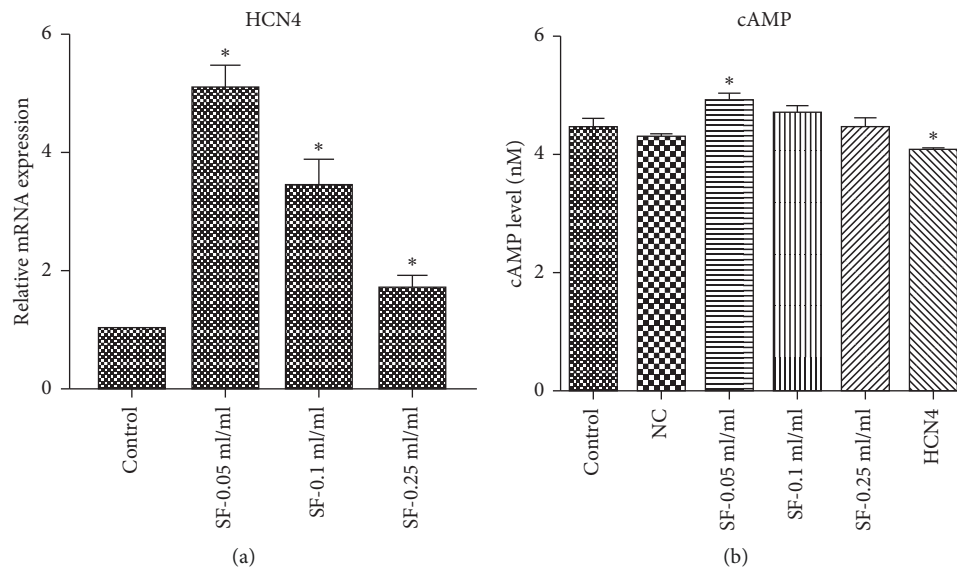 HCN4
Relative mRNA expression
6
4
2
0
*
*
*
Control
SF-0.05 ml/ml
SF-0.1 ml/ml
SF-0.25 ml/ml
(a)
cAMP
cAMP level (nM)
6
4
2
0
*
*
Control
NC
SF-0.05 ml/ml
SF-0.1 ml/ml
SF-0.25 ml/ml
HCN4
(b)